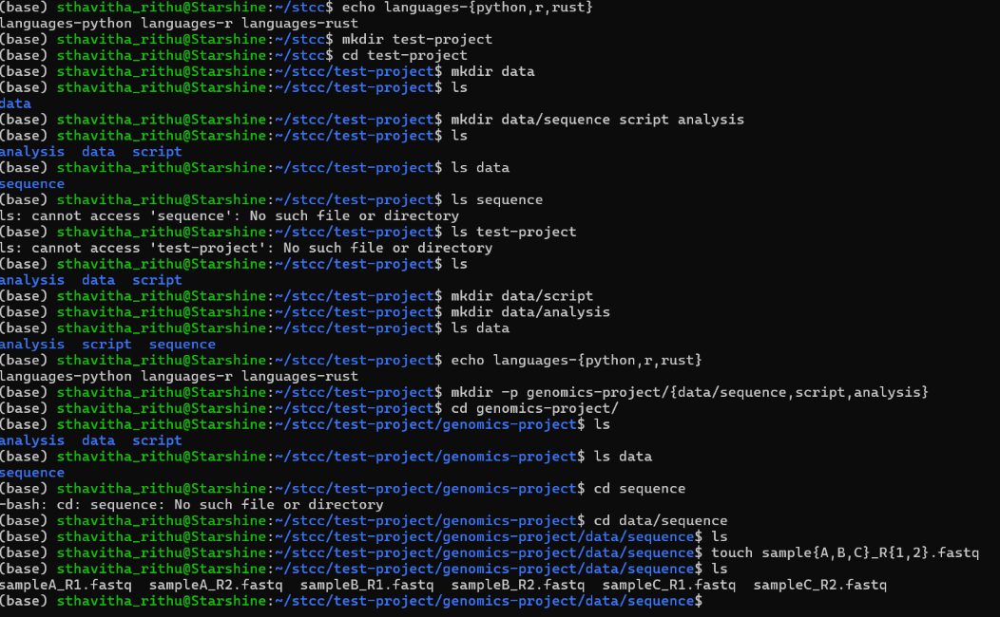 (base) sthavitha_rithu@Starshine:~/stcc$ echo languages-{python,r,rust}
languages-python languages-r languages-rust
(base) sthavitha_rithu@Starshine:~/stcc$ mkdir test-project
(base) sthavitha_rithu@Starshine:~/stcc$ cd test-project
(base) sthavitha_rithu@Starshine:~/stcc/test-project$ mkdir data
(base) sthavitha_rithu@Starshine:~/stcc/test-project$ ls
data
(base) sthavitha_rithu@Starshine:~/stcc/test-project$ mkdir data/sequence script analysis
(base) sthavitha_rithu@Starshine:~/stcc/test-project$ ls
analysis  data  script
(base) sthavitha_rithu@Starshine:~/stcc/test-project$ ls data
sequence
(base) sthavitha_rithu@Starshine:~/stcc/test-project$ ls sequence
ls: cannot access 'sequence': No such file or directory
(base) sthavitha_rithu@Starshine:~/stcc/test-project$ ls test-project
ls: cannot access 'test-project': No such file or directory
(base) sthavitha_rithu@Starshine:~/stcc/test-project$ ls
analysis  data  script
(base) sthavitha_rithu@Starshine:~/stcc/test-project$ mkdir data/script
(base) sthavitha_rithu@Starshine:~/stcc/test-project$ mkdir data/analysis
(base) sthavitha_rithu@Starshine:~/stcc/test-project$ ls data
analysis  script  sequence
(base) sthavitha_rithu@Starshine:~/stcc/test-project$ echo languages-{python,r,rust}
languages-python languages-r languages-rust
(base) sthavitha_rithu@Starshine:~/stcc/test-project$ mkdir -p genomics-project/{data/sequence,script,analysis}
(base) sthavitha_rithu@Starshine:~/stcc/test-project$ cd genomics-project/
(base) sthavitha_rithu@Starshine:~/stcc/test-project/genomics-project$ ls
analysis  data  script
(base) sthavitha_rithu@Starshine:~/stcc/test-project/genomics-project$ ls data
sequence
(base) sthavitha_rithu@Starshine:~/stcc/test-project/genomics-project$ cd sequence
-bash: cd: sequence: No such file or directory
(base) sthavitha_rithu@Starshine:~/stcc/test-project/genomics-project$ cd data/sequence
(base) sthavitha_rithu@Starshine:~/stcc/test-project/genomics-project/data/sequence$ ls
(base) sthavitha_rithu@Starshine:~/stcc/test-project/genomics-project/data/sequence$ touch sample{A,B,C}_R{1,2}.fastq
(base) sthavitha_rithu@Starshine:~/stcc/test-project/genomics-project/data/sequence$ ls
sampleA_R1.fastq  sampleA_R2.fastq  sampleB_R1.fastq  sampleB_R2.fastq  sampleC_R1.fastq  sampleC_R2.fastq
(base) sthavitha_rithu@Starshine:~/stcc/test-project/genomics-project/data/sequence$